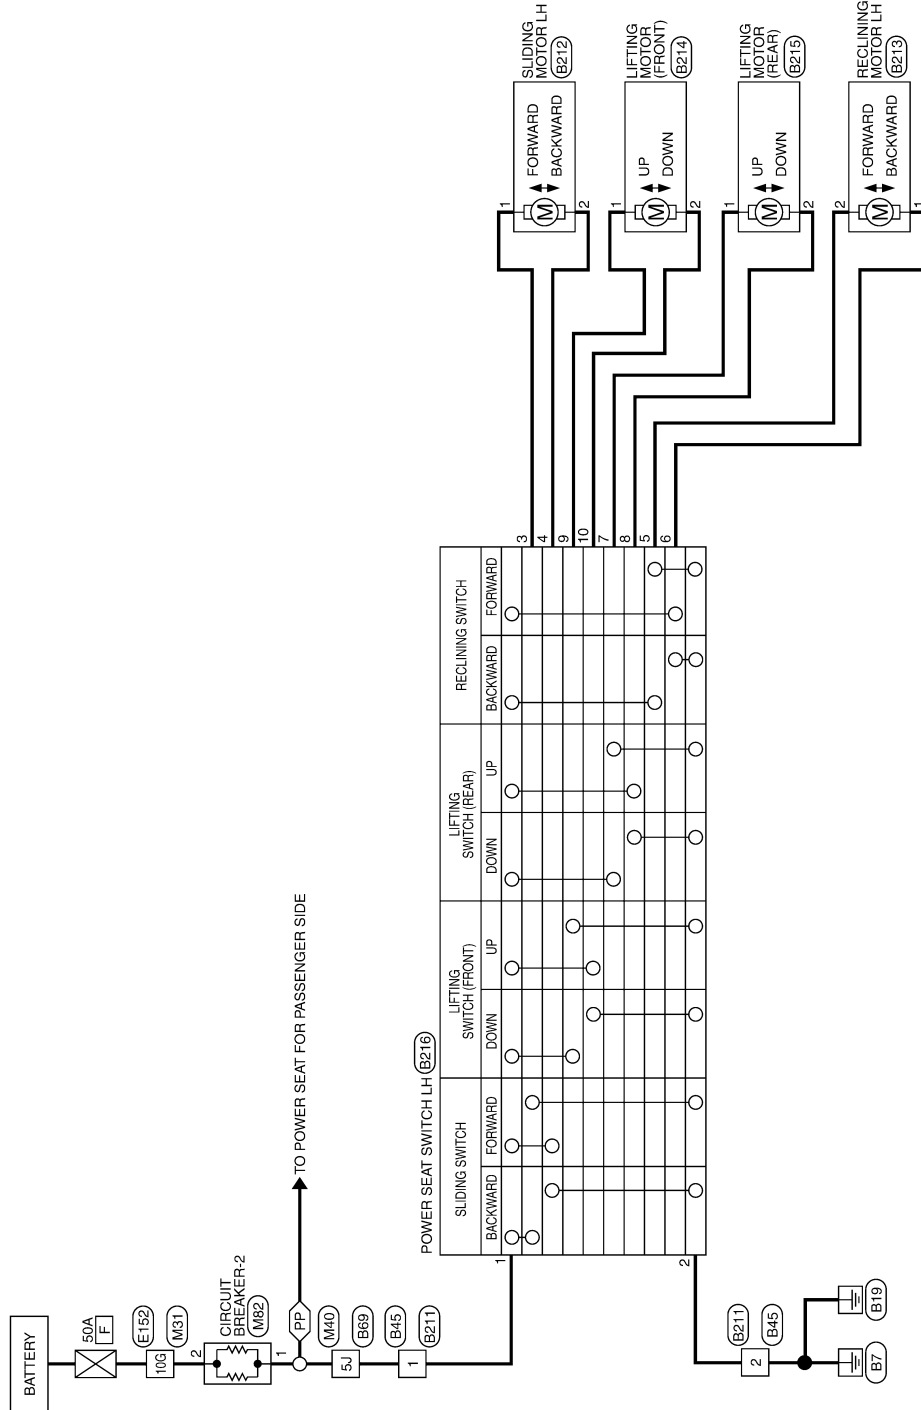 BATTERY
50A
F
10G
E152
M31
2
CIRCUIT
BREAKER-2
M82
1
PP
TO POWER SEAT FOR PASSENGER SIDE
5J
M40
B69
1
B45
B211
POWER SEAT SWITCH LH
B216
SLIDING SWITCH
LIFTING
SWITCH (FRONT)
LIFTING
SWITCH (REAR)
RECLINING SWITCH
BACKWARD
FORWARD
DOWN
UP
DOWN
UP
BACKWARD
FORWARD
1
2
3
4
9
10
7
8
5
6
2
B211
B45
B7
B19
1
2
M
FORWARD
BACKWARD
SLIDING
MOTOR LH
B212
1
2
M
UP
DOWN
LIFTING
MOTOR
(FRONT)
B214
1
2
M
UP
DOWN
LIFTING
MOTOR
(REAR)
B215
2
1
M
FORWARD
BACKWARD
RECLINING
MOTOR LH
B213